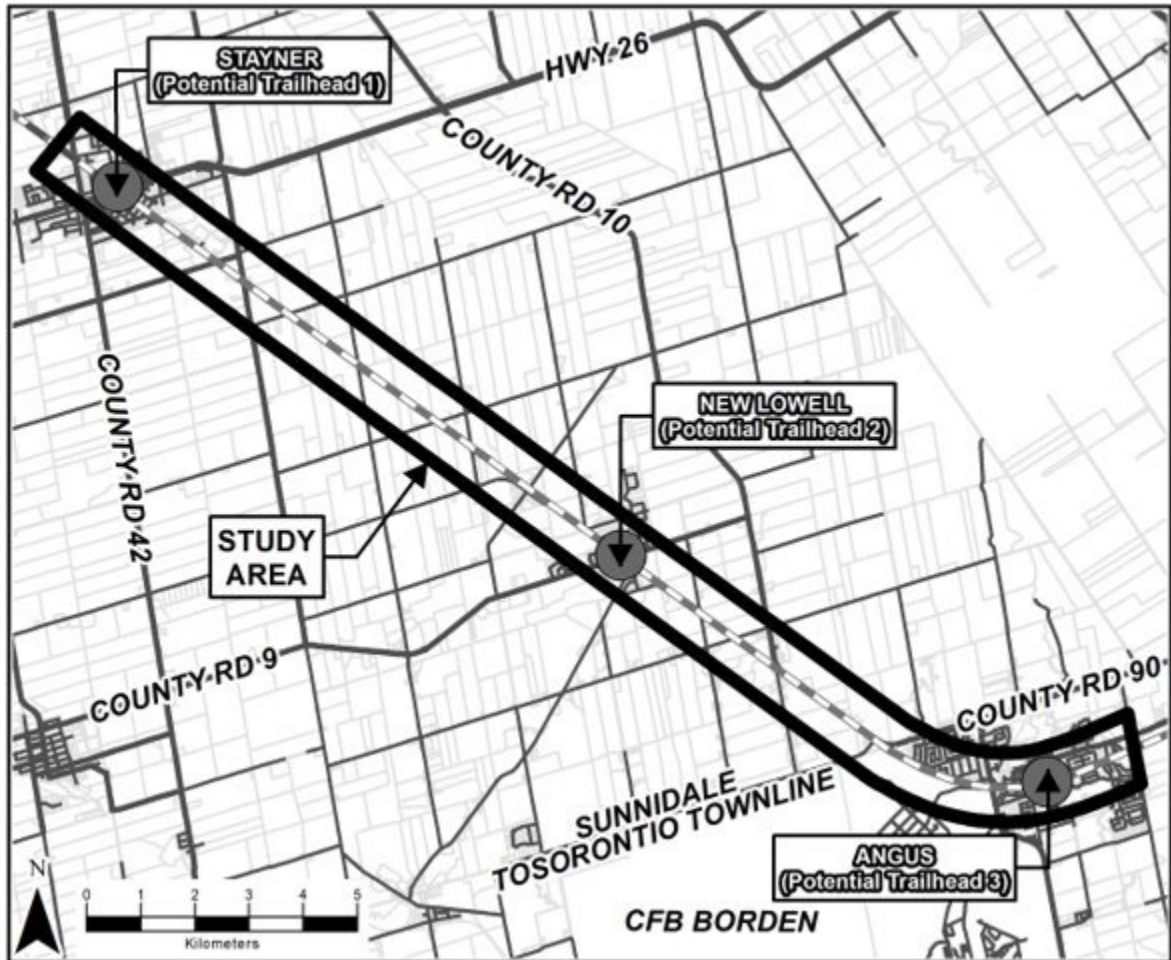 STAYNER
(Potential Trailhead 1)
HWY 26
COUNTY RD 10
COUNTY RD 42
NEW LOWELL
(Potential Trailhead 2)
STUDY
AREA
COUNTY RD 9
COUNTY RD 90
SUNNIDALE
TOSORONTIO TOWNLINE
ANGUS
(Potential Trailhead 3)
CFB BORDEN
N
0 1 2 3 4 5
Kilometers